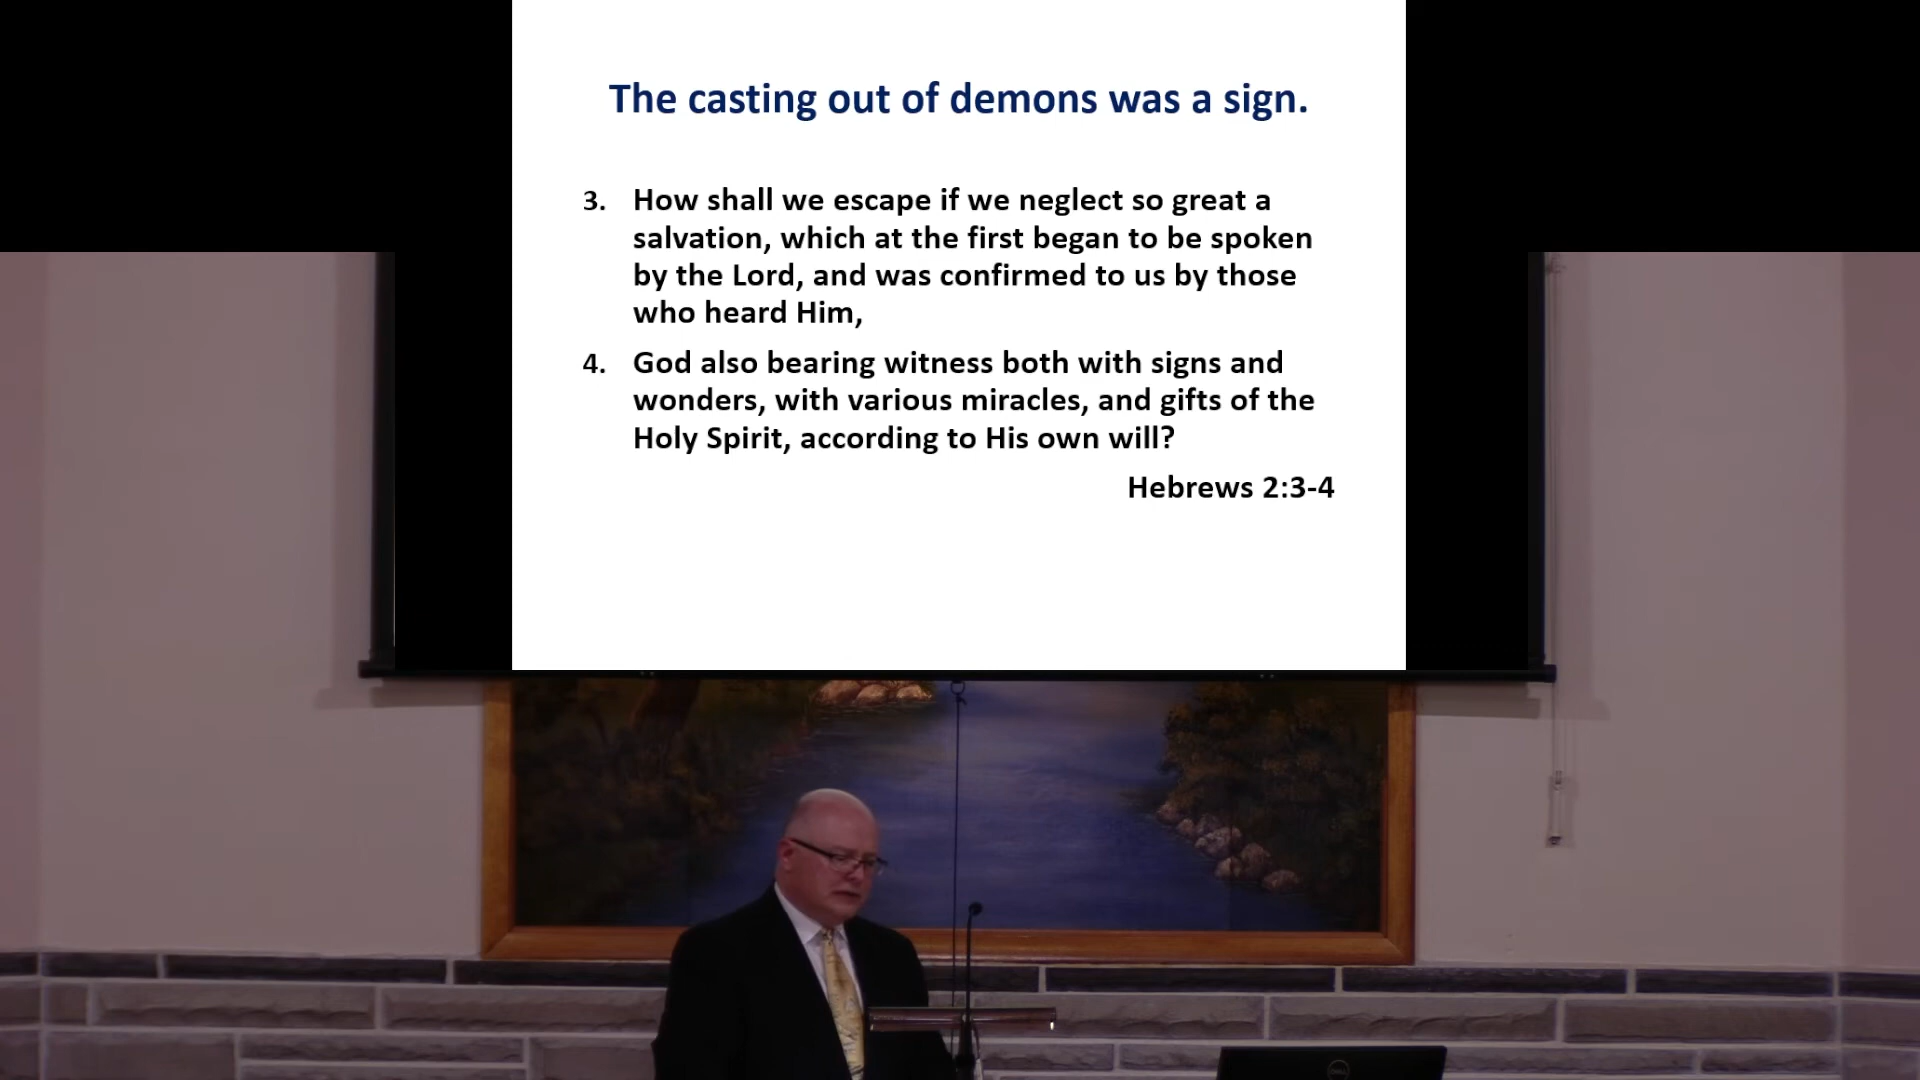 The casting out of demons was a sign.
3. How shall we escape if we neglect so great a
salvation, which at the first began to be spoken
by the Lord, and was confirmed to us by those
who heard Him,
4. God also bearing witness both with signs and
wonders, with various miracles, and gifts of the
Holy Spirit, according to His own will?
Hebrews 2:3-4
DELL